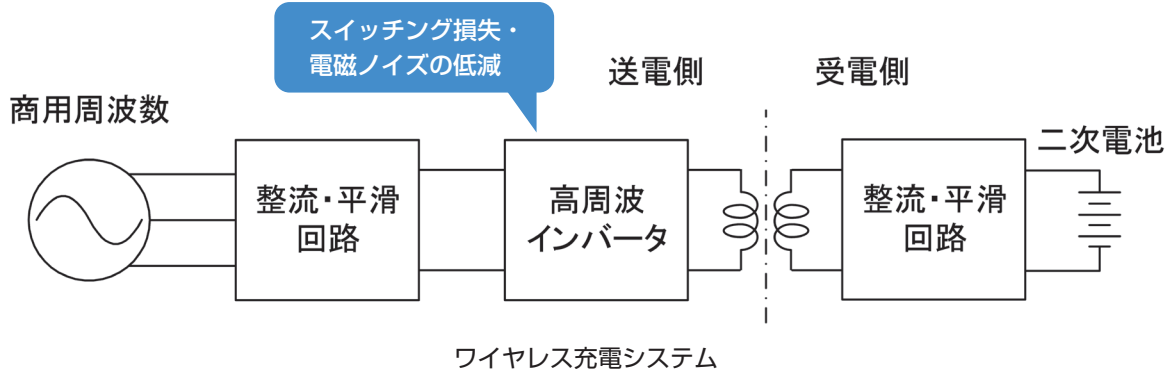 スイッチング損失・
電磁ノイズの低減
送電側
受電側
商用周波数
二次電池
整流・平滑
回路
高周波
インバータ
整流・平滑
回路
ワイヤレス充電システム